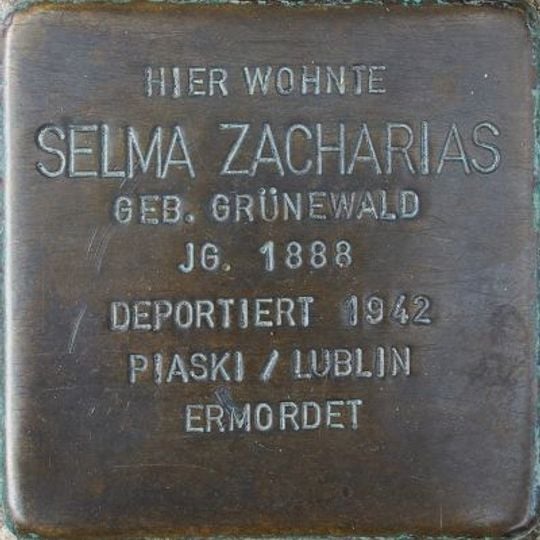 HIER WOHNTE
SELMA ZACHARIAS
GEB. GRÜNEWALD
JG. 1888
DEPORTIERT 1942
PIASKI / LUBLIN
ERMORDET